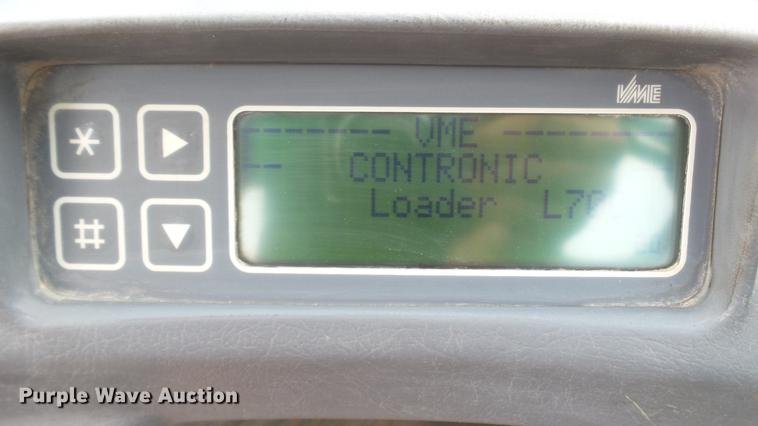 VME
* ▶
# ▼
------- VME -------
-- CONTRONIC
Loader
Purple Wave Auction